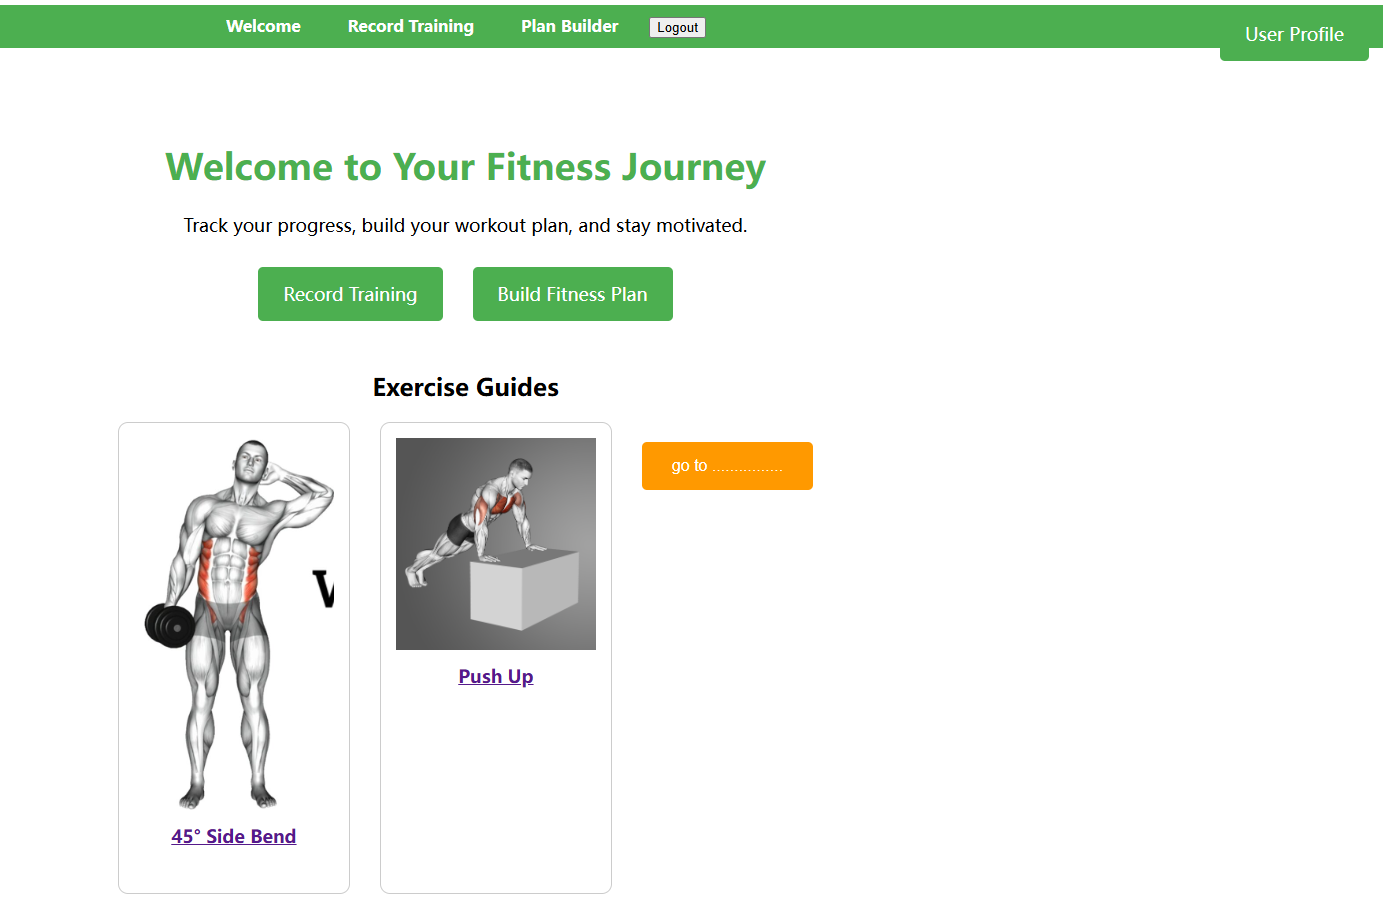 Welcome Record Training Plan Builder Logout
User Profile
Welcome to Your Fitness Journey
Track your progress, build your workout plan, and stay motivated.
Record Training Build Fitness Plan
Exercise Guides
go to ................
Push Up
45° Side Bend